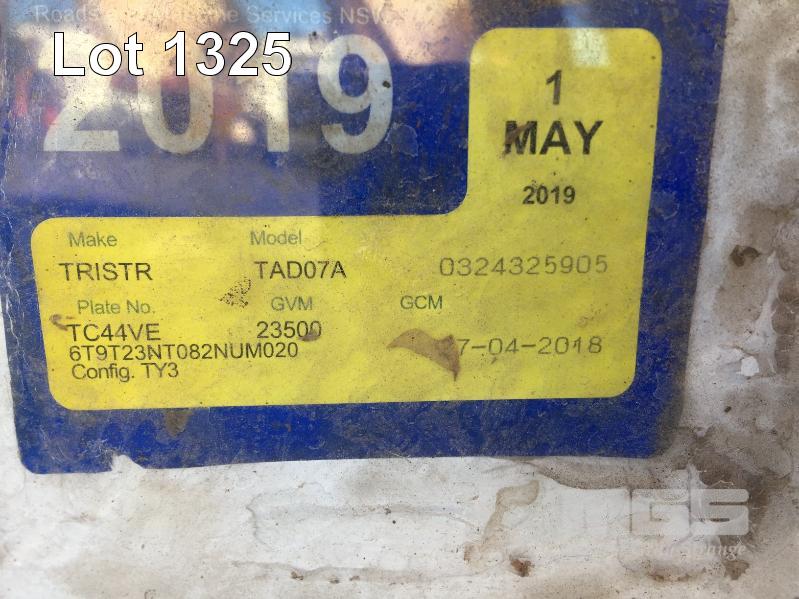 Roads and Maritime Services NSW
Lot 1325
2019
1
MAY
2019
Make Model
TRISTR TAD07A 0324325905
Plate No. GVM GCM
TC44VE 23500
6T9T23NT082NUM020 7-04-2018
Config. TY3